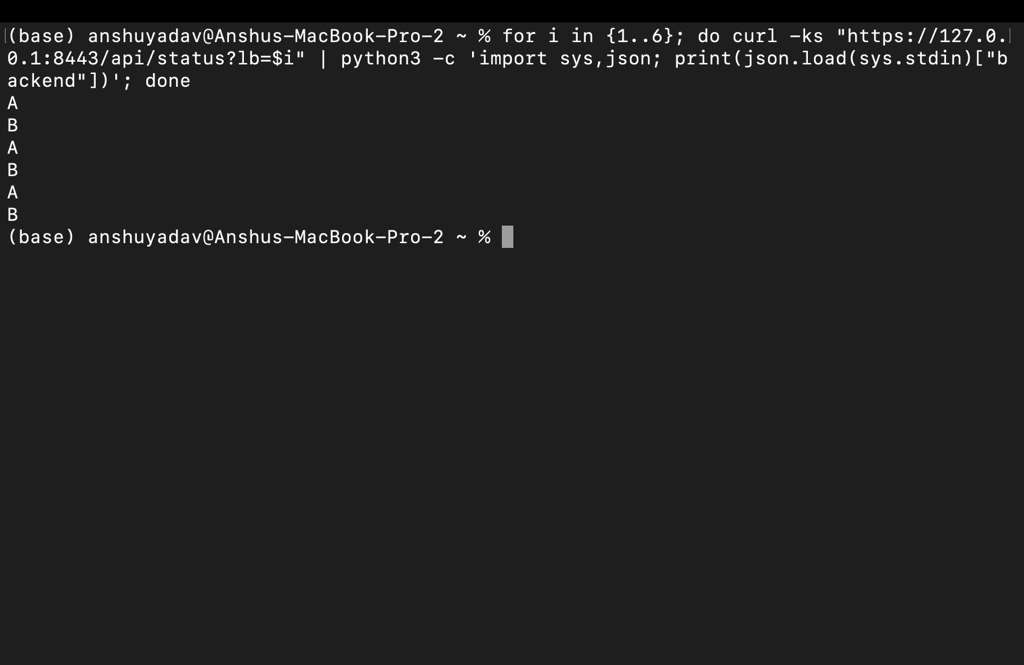 (base) anshuyadav@Anshus-MacBook-Pro-2 ~ % for i in {1..6}; do curl -ks "https://127.0.
0.1:8443/api/status?lb=$i" | python3 -c 'import sys,json; print(json.load(sys.stdin)["b
ackend"])'; done
A
B
A
B
A
B
(base) anshuyadav@Anshus-MacBook-Pro-2 ~ %